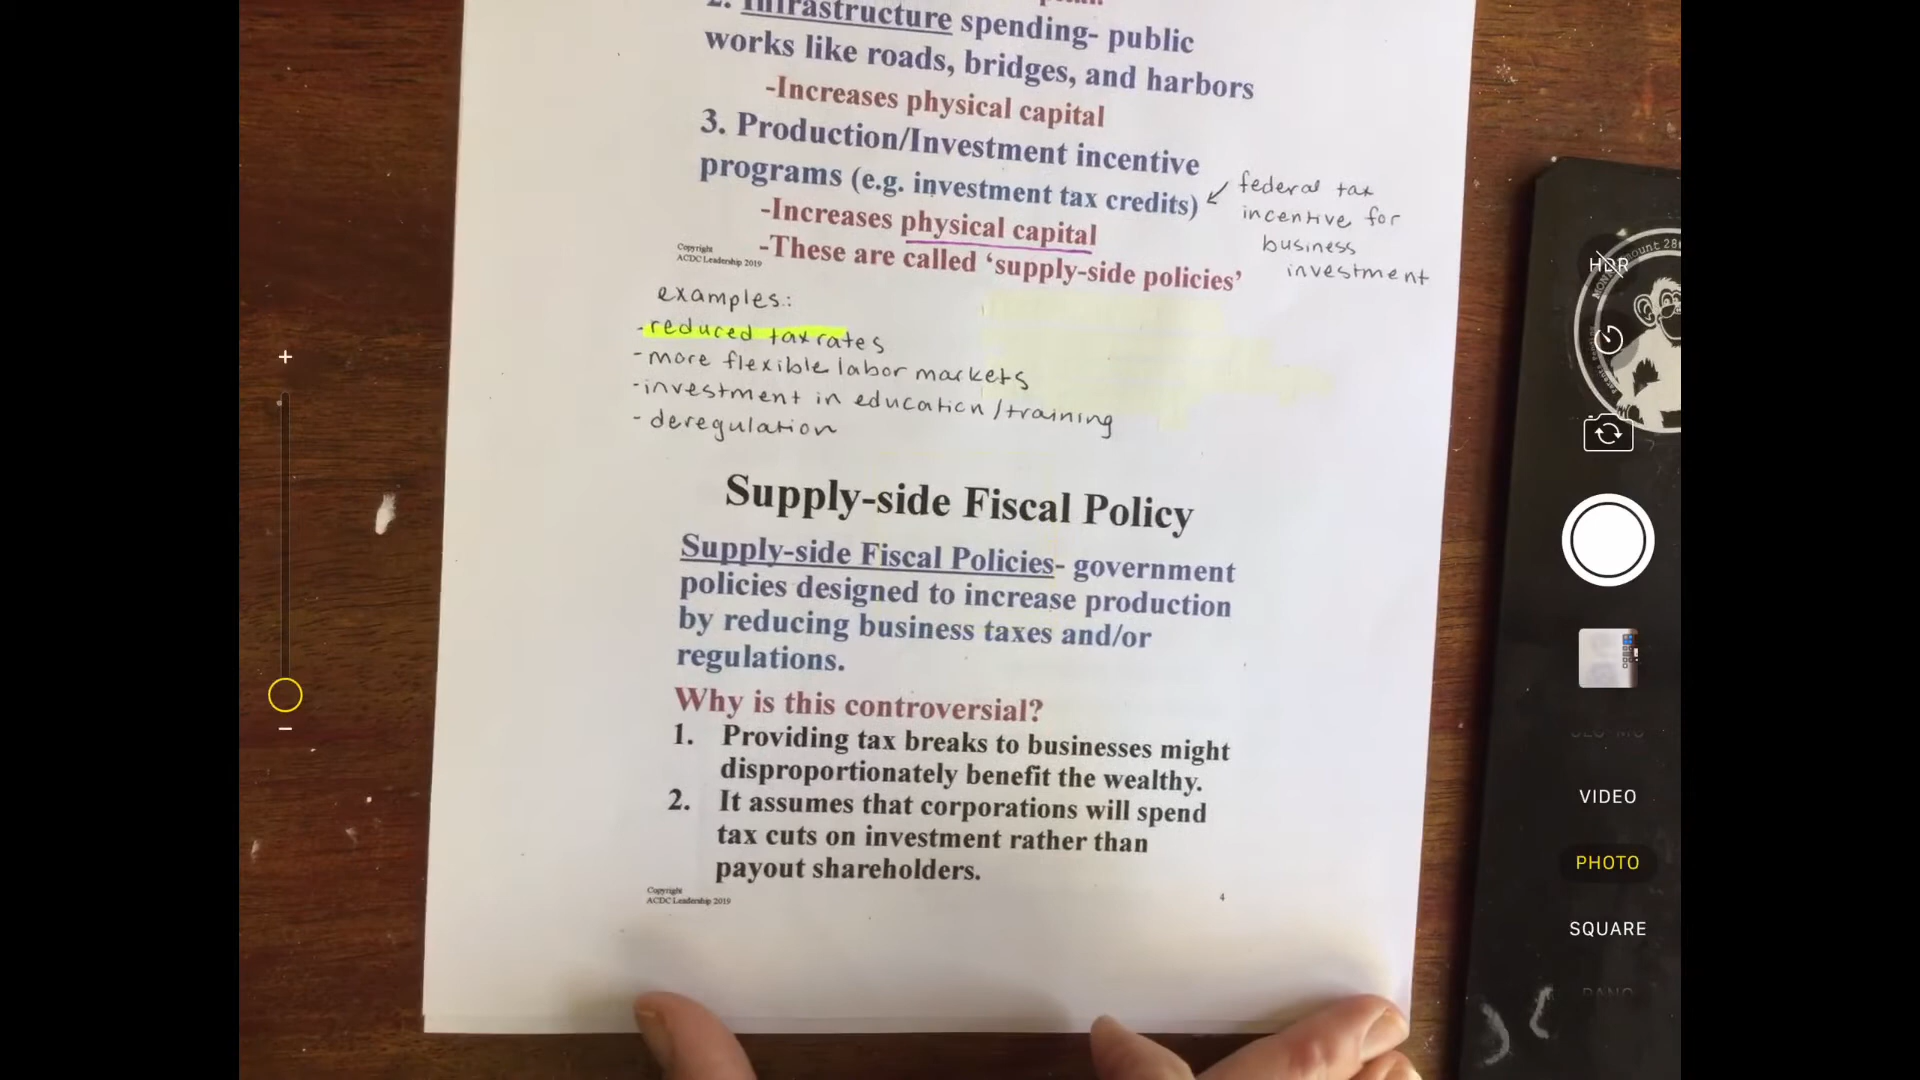 2. Infrastructure spending- public
works like roads, bridges, and harbors
-Increases physical capital
3. Production/Investment incentive
programs (e.g. investment tax credits)
federal tax
incentive for
business
investment
-Increases physical capital
-These are called ‘supply-side policies’
Copyright
ACDC Leadership 2019
examples:
-reduced tax rates
-more flexible labor markets
-investment in education/training
-deregulation
Supply-side Fiscal Policy
Supply-side Fiscal Policies- government
policies designed to increase production
by reducing business taxes and/or
regulations.
Why is this controversial?
1. Providing tax breaks to businesses might
disproportionately benefit the wealthy.
2. It assumes that corporations will spend
tax cuts on investment rather than
payout shareholders.
Copyright
ACDC Leadership 2019
4
+
−
HDR
SLO-MO
VIDEO
PHOTO
SQUARE
PANO